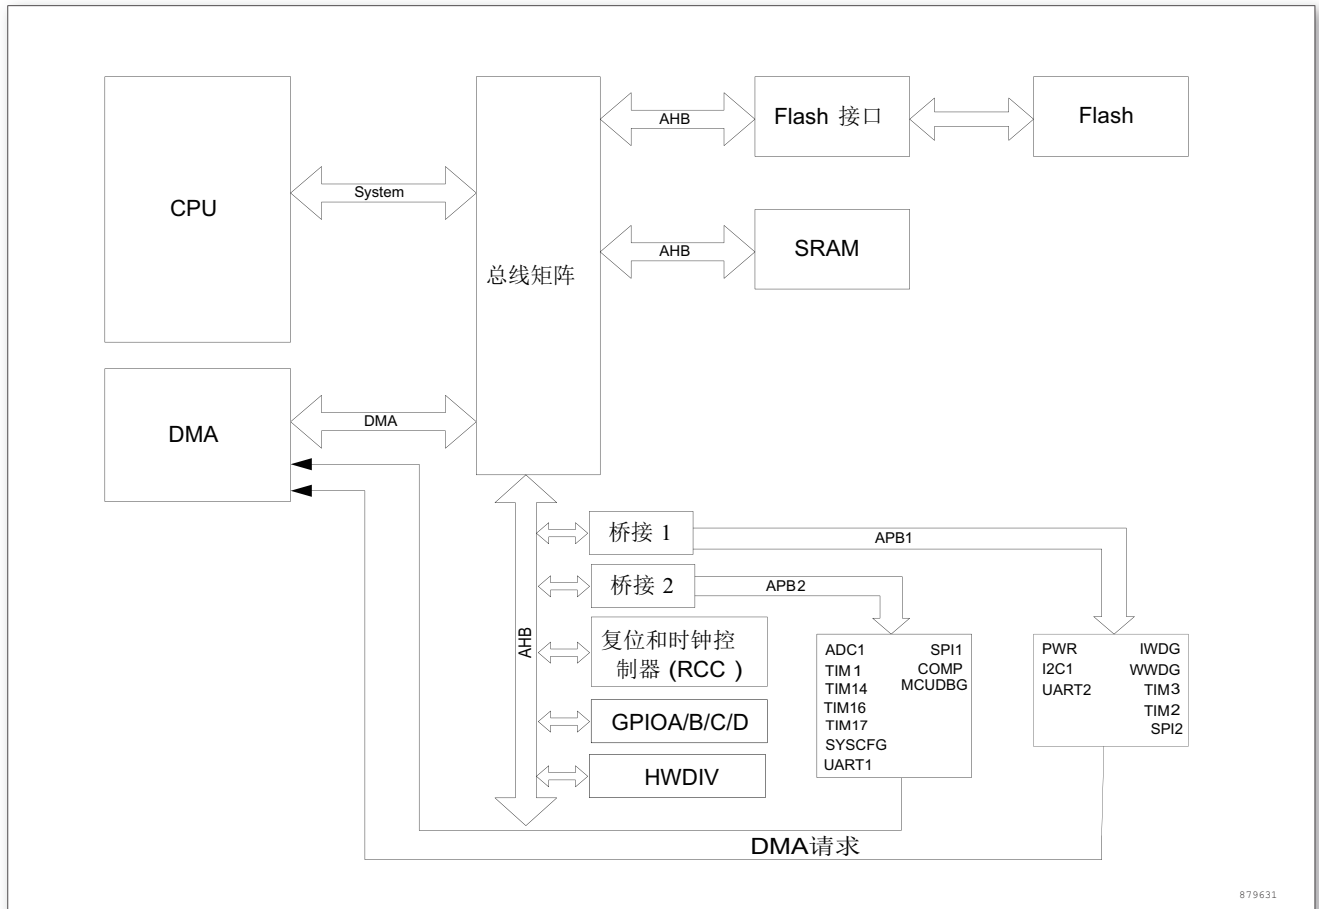 CPU
System
总线矩阵
AHB
Flash 接口
Flash
AHB
SRAM
DMA
DMA
AHB
桥接 1
APB1
桥接 2
APB2
复位和时钟控
制器 (RCC )
GPIOA/B/C/D
HWDIV
ADC1 SPI1
TIM1 COMP
TIM14 MCUDBG
TIM16
TIM17
SYSCFG
UART1
PWR IWDG
I2C1 WWDG
UART2 TIM3
TIM2
SPI2
DMA请求
879631